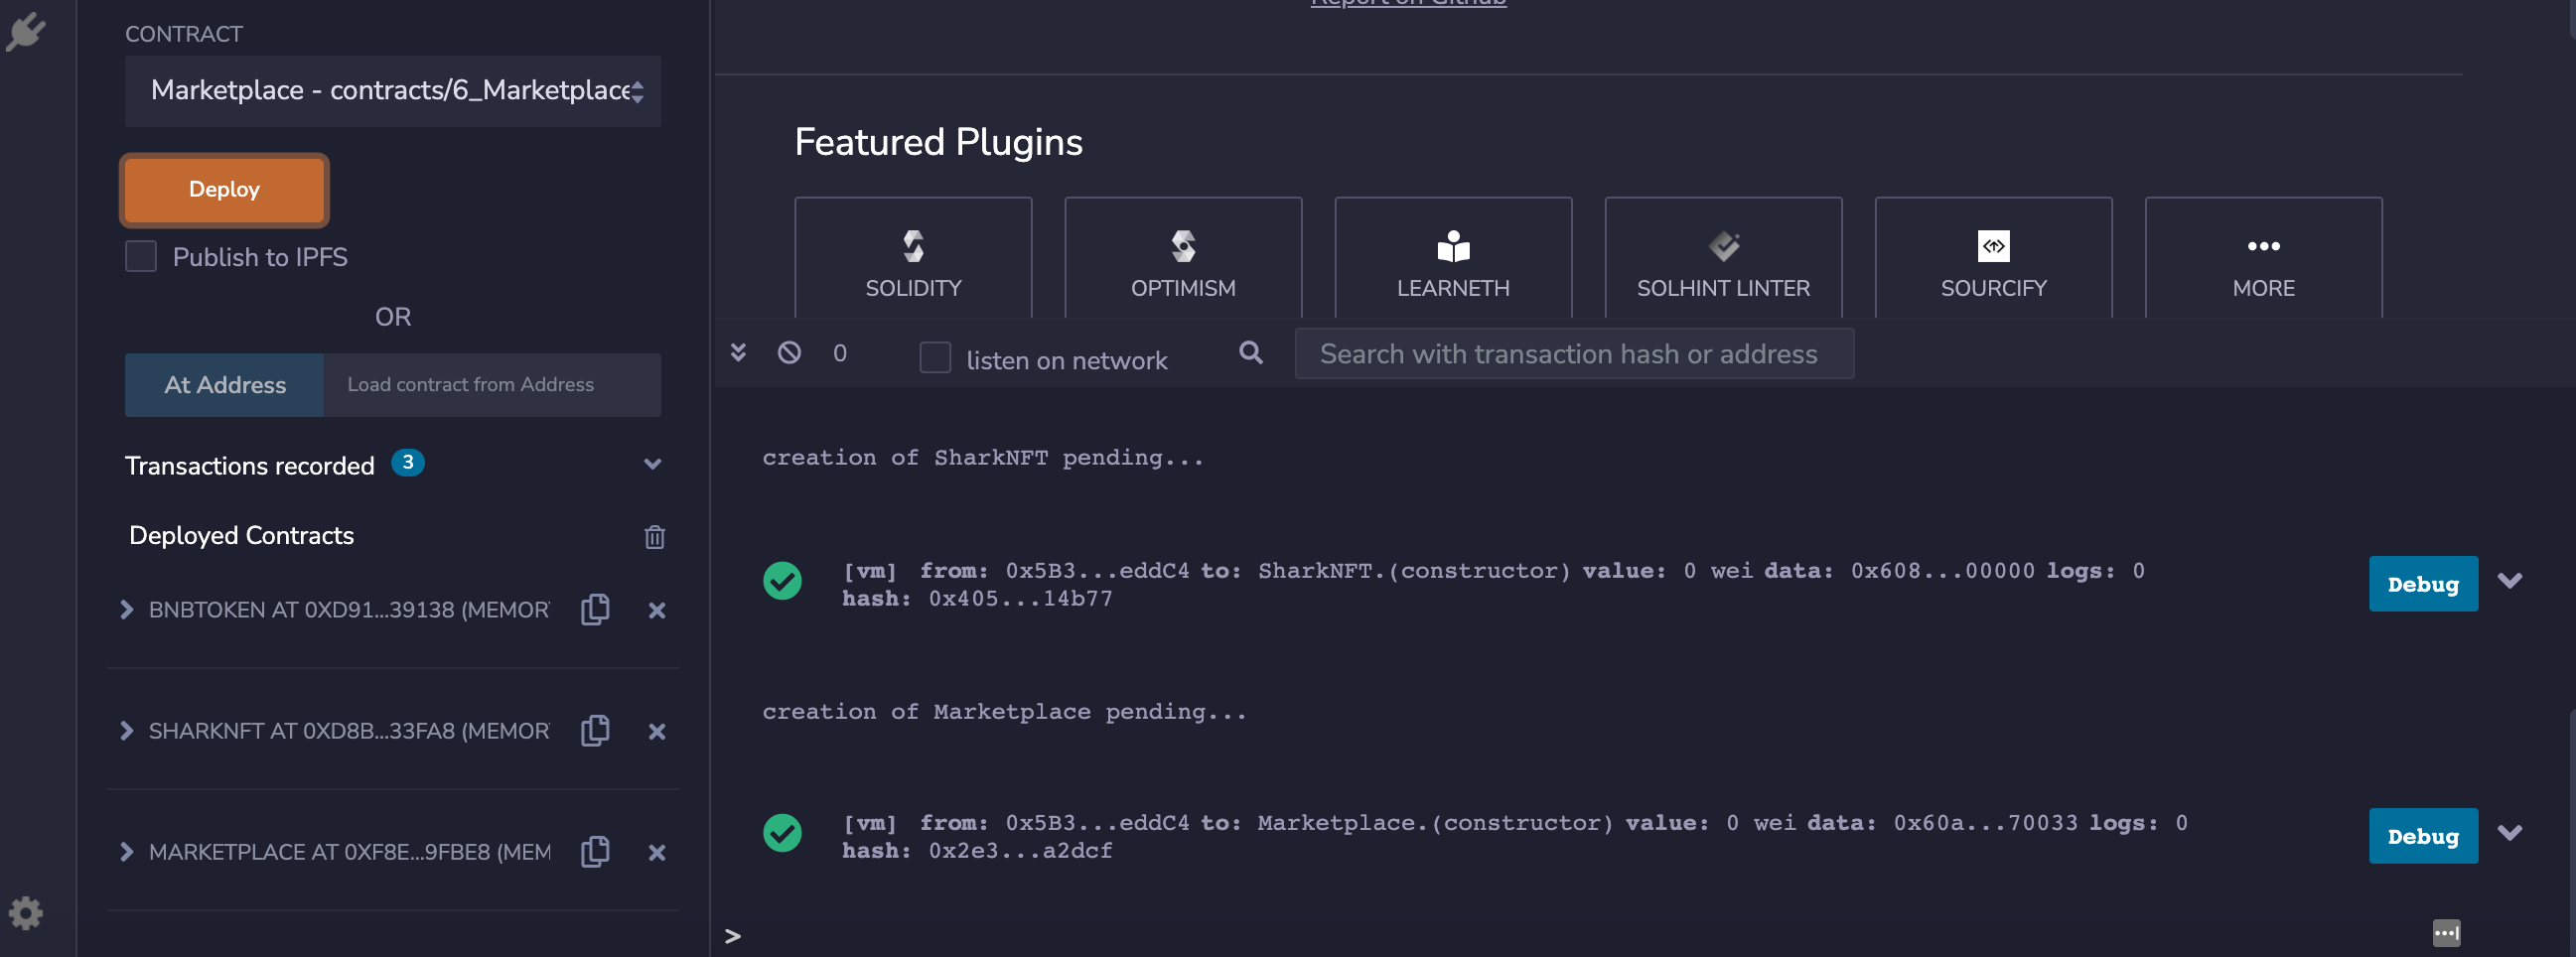 CONTRACT
Marketplace - contracts/6_Marketplace
Deploy
Publish to IPFS
OR
At Address
Load contract from Address
Transactions recorded 3
Deployed Contracts
BNBTOKEN AT 0XD91...39138 (MEMORY
SHARKNFT AT 0XD8B...33FA8 (MEMOR
MARKETPLACE AT 0XF8E...9FBE8 (MEM
Report on Github
Featured Plugins
SOLIDITY
OPTIMISM
LEARNETH
SOLHINT LINTER
SOURCIFY
MORE
0
listen on network
Search with transaction hash or address
creation of SharkNFT pending...
[vm] from: 0x5B3...eddC4 to: SharkNFT.(constructor) value: 0 wei data: 0x608...00000 logs: 0
hash: 0x405...14b77
Debug
creation of Marketplace pending...
[vm] from: 0x5B3...eddC4 to: Marketplace.(constructor) value: 0 wei data: 0x60a...70033 logs: 0
hash: 0x2e3...a2dcf
Debug
>